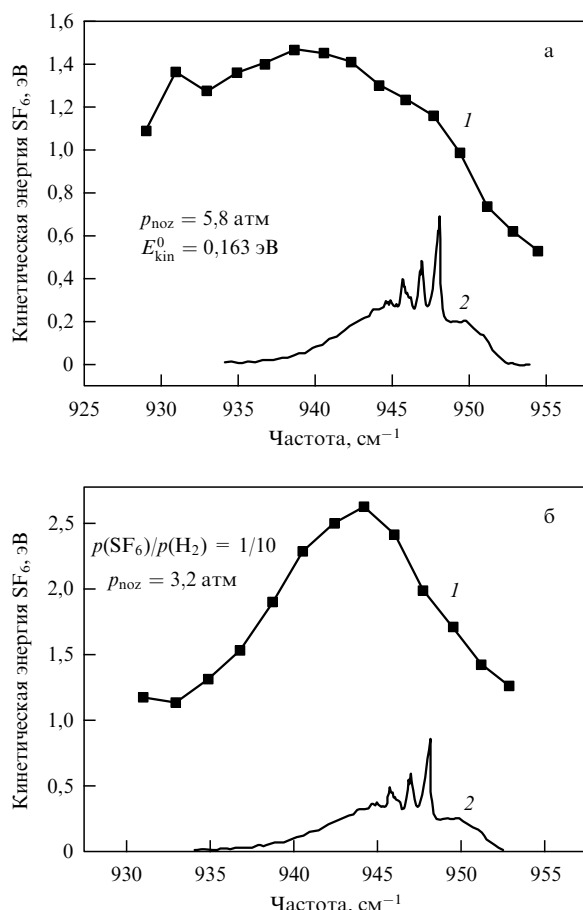 Кинетическая энергия SF₆, эВ
1,6
1,4
1,2
1,0
0,8
0,6
0,4
0,2
0
а
1
pₙₒz = 5,8 атм
E⁰ₖᵢₙ = 0,163 эВ
2
925 930 935 940 945 950 955
Частота, см⁻¹
Кинетическая энергия SF₆, эВ
2,5
2,0
1,5
1,0
0,5
0
б
p(SF₆)/p(H₂) = 1/10
pₙₒz = 3,2 атм
1
2
930 935 940 945 950 955
Частота, см⁻¹